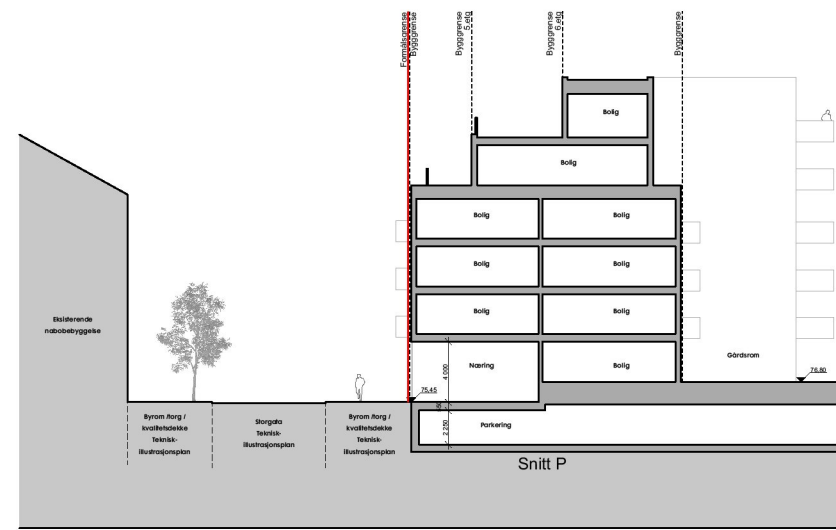 Formålsgrense
Byggegrense
Byggegrense
5.etg
Byggegrense
6.etg
Byggegrense
Bolig
Bolig
Bolig
Bolig
Bolig
Bolig
Bolig
Bolig
Næring
Bolig
4 000
Eksisterende
nabobebyggelse
Gårdsrom
76,80
75,45
Byrom /torg /
kvalitetsdekke
Teknisk-
illustrasjonsplan
Storgata
Teknisk-
illustrasjonsplan
Byrom /torg /
kvalitetsdekke
Teknisk-
illustrasjonsplan
2 250
Parkering
Snitt P